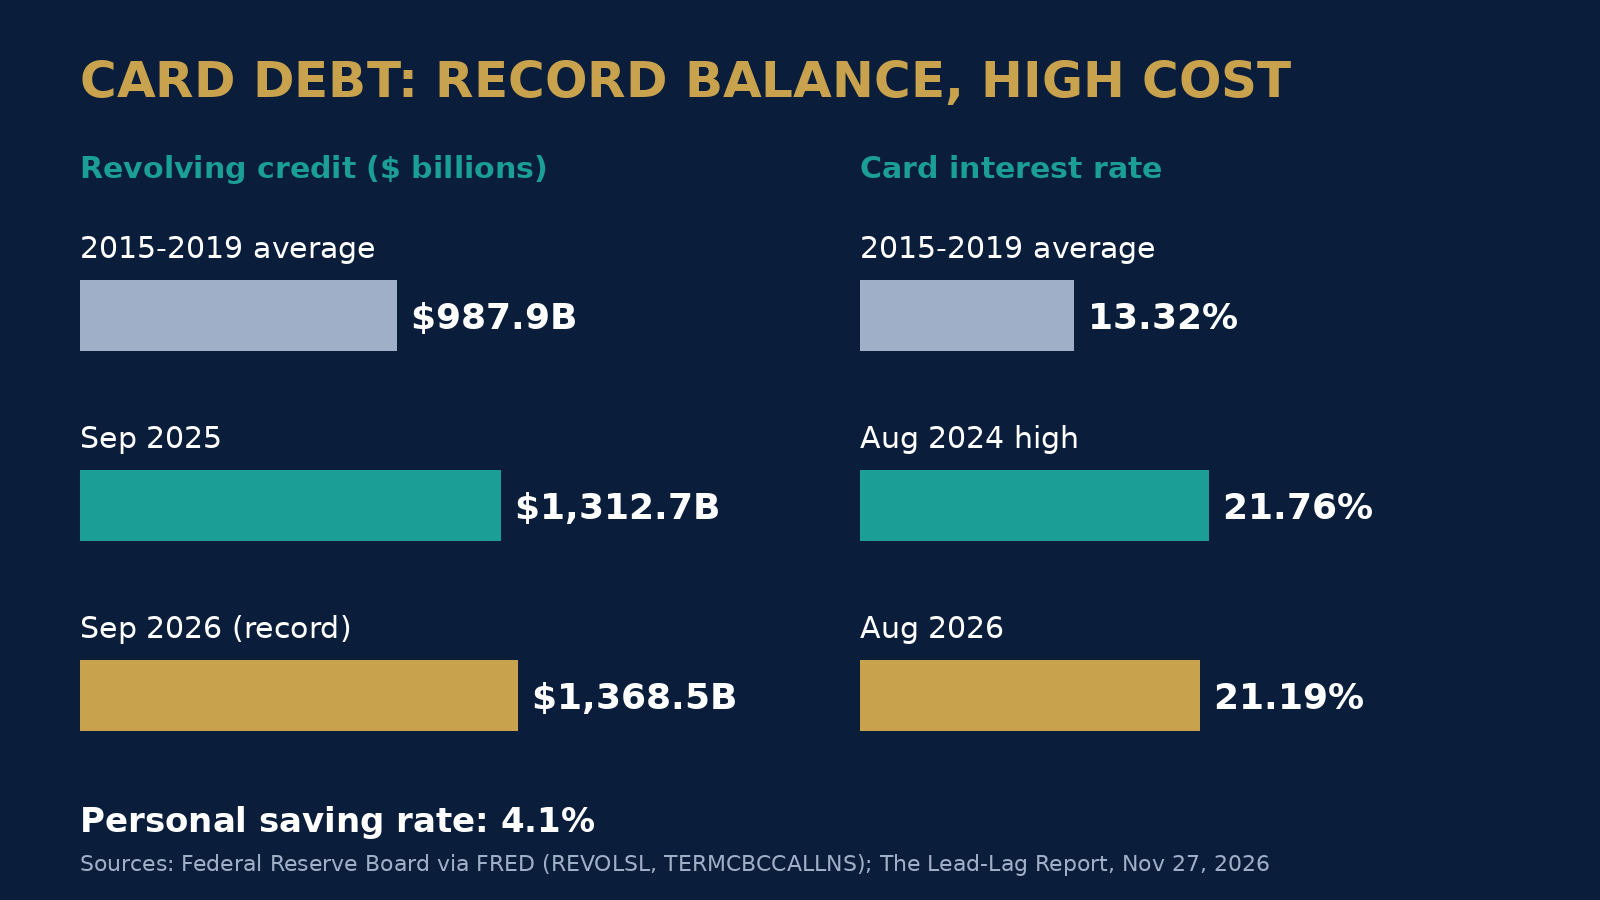 CARD DEBT: RECORD BALANCE, HIGH COST
Revolving credit ($ billions)
2015-2019 average
$987.9B
Sep 2025
$1,312.7B
Sep 2026 (record)
$1,368.5B
Card interest rate
2015-2019 average
13.32%
Aug 2024 high
21.76%
Aug 2026
21.19%
Personal saving rate: 4.1%
Sources: Federal Reserve Board via FRED (REVOLSL, TERMCBCCALLNS); The Lead-Lag Report, Nov 27, 2026